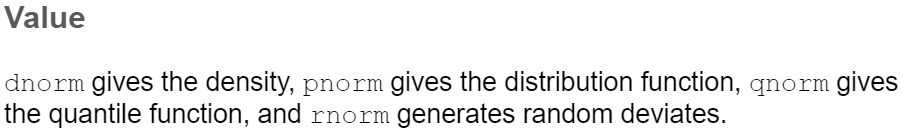 Value
dnorm gives the density, pnorm gives the distribution function, qnorm gives
the quantile function, and rnorm generates random deviates.